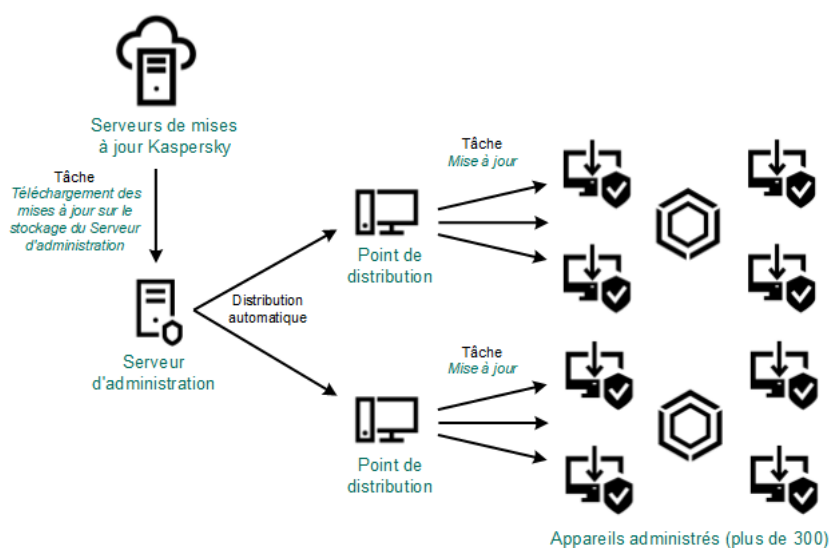 Serveurs de mises
à jour Kaspersky
Tâche
Téléchargement des
mises à jour sur le
stockage du Serveur
d'administration
Serveur
d'administration
Distribution
automatique
Point de
distribution
Tâche
Mise à jour
Point de
distribution
Tâche
Mise à jour
Appareils administrés (plus de 300)